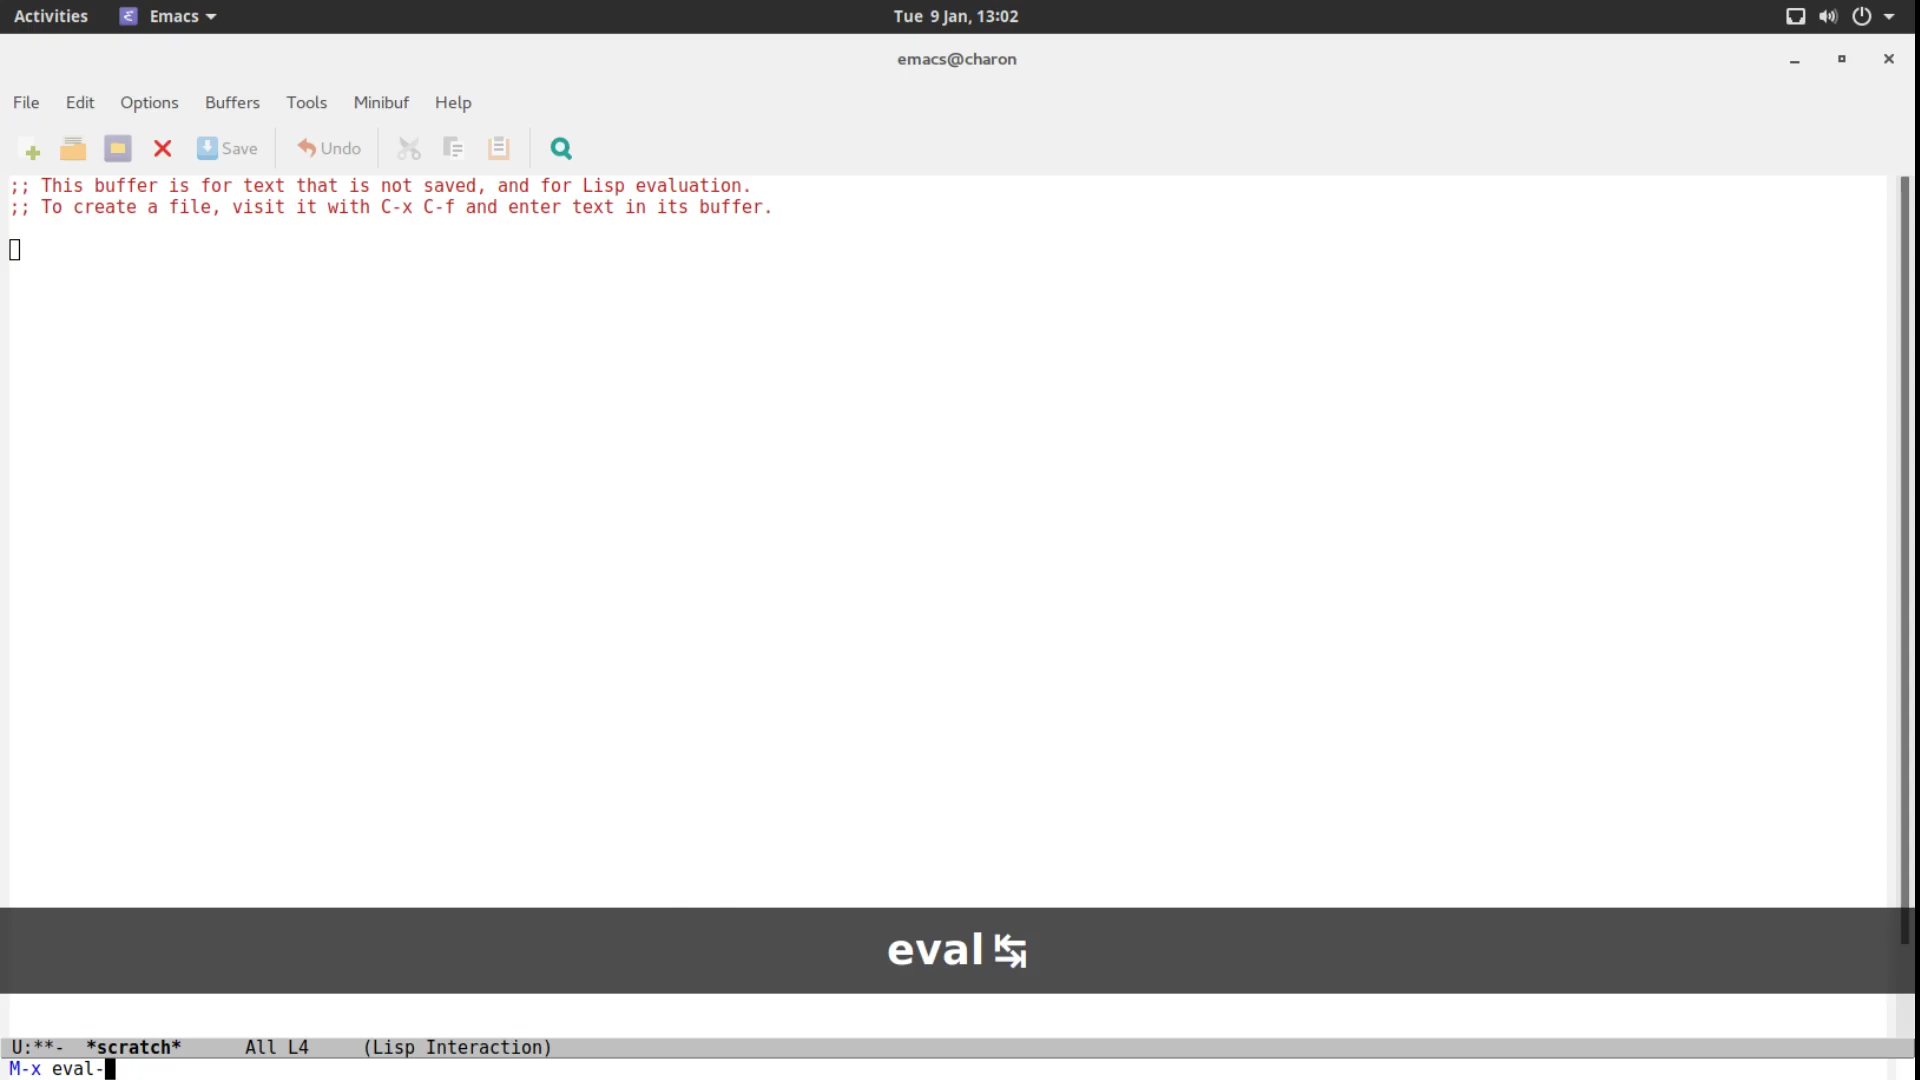 Activities Emacs Tue 9 Jan, 13:02
emacs@charon
File Edit Options Buffers Tools Minibuf Help
Save Undo
;; This buffer is for text that is not saved, and for Lisp evaluation.
;; To create a file, visit it with C-x C-f and enter text in its buffer.
eval↹
U:**- *scratch* All L4 (Lisp Interaction)
M-x eval-